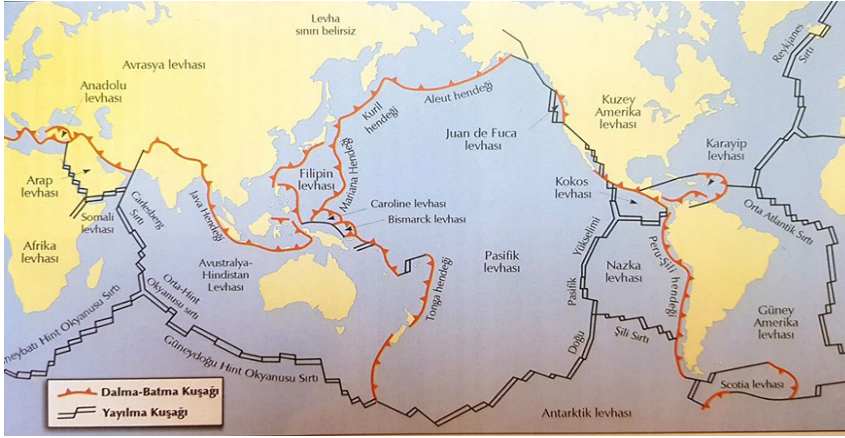 Levha
sınırı belirsiz
Reykjanes
Sırtı
Avrasya levhası
Anadolu
levhası
Aleut hendeği
Kuril
hendeği
Kuzey
Amerika
levhası
Juan de Fuca
levhası
Karayip
levhası
Arap
levhası
Filipin
levhası
Mariana Hendeği
Kokos
levhası
Caroline levhası
Bismarck levhası
Somali
levhası
Carlesberg
Sırtı
Java Hendeği
Orta Atlantik Sırtı
Afrika
levhası
Avustralya-
Hindistan
Levhası
Pasifik
levhası
Doğu Pasifik Yükselimi
Nazka
levhası
Peru-Şili hendeği
Tonga hendeği
Orta-Hint
Okyanusu sırtı
Güney
Amerika
levhası
neybatı Hint Okyanusu Sırtı
Güneydoğu Hint Okyanusu Sırtı
Şili Sırtı
Scotia levhası
Antarktik levhası
Dalma-Batma Kuşağı
Yayılma Kuşağı